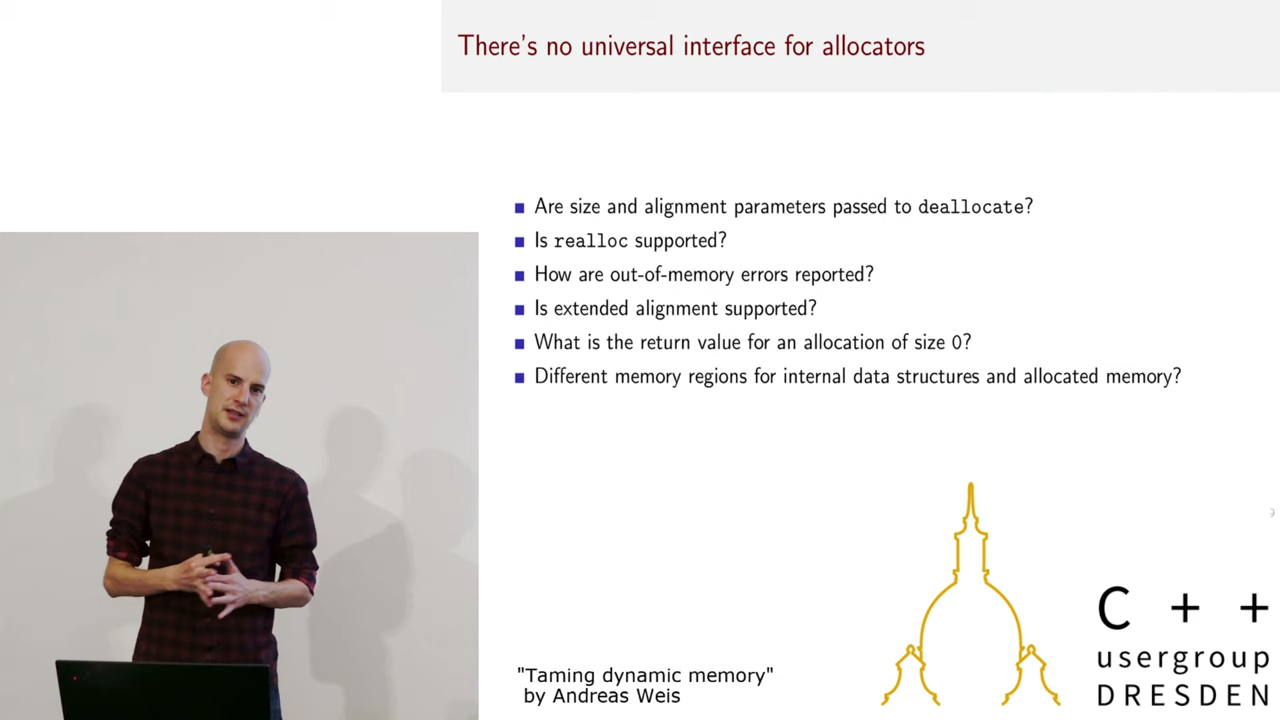 There's no universal interface for allocators
Are size and alignment parameters passed to deallocate?
Is realloc supported?
How are out-of-memory errors reported?
Is extended alignment supported?
What is the return value for an allocation of size 0?
Different memory regions for internal data structures and allocated memory?
9
"Taming dynamic memory"
by Andreas Weis
C + +
usergroup
DRESDEN